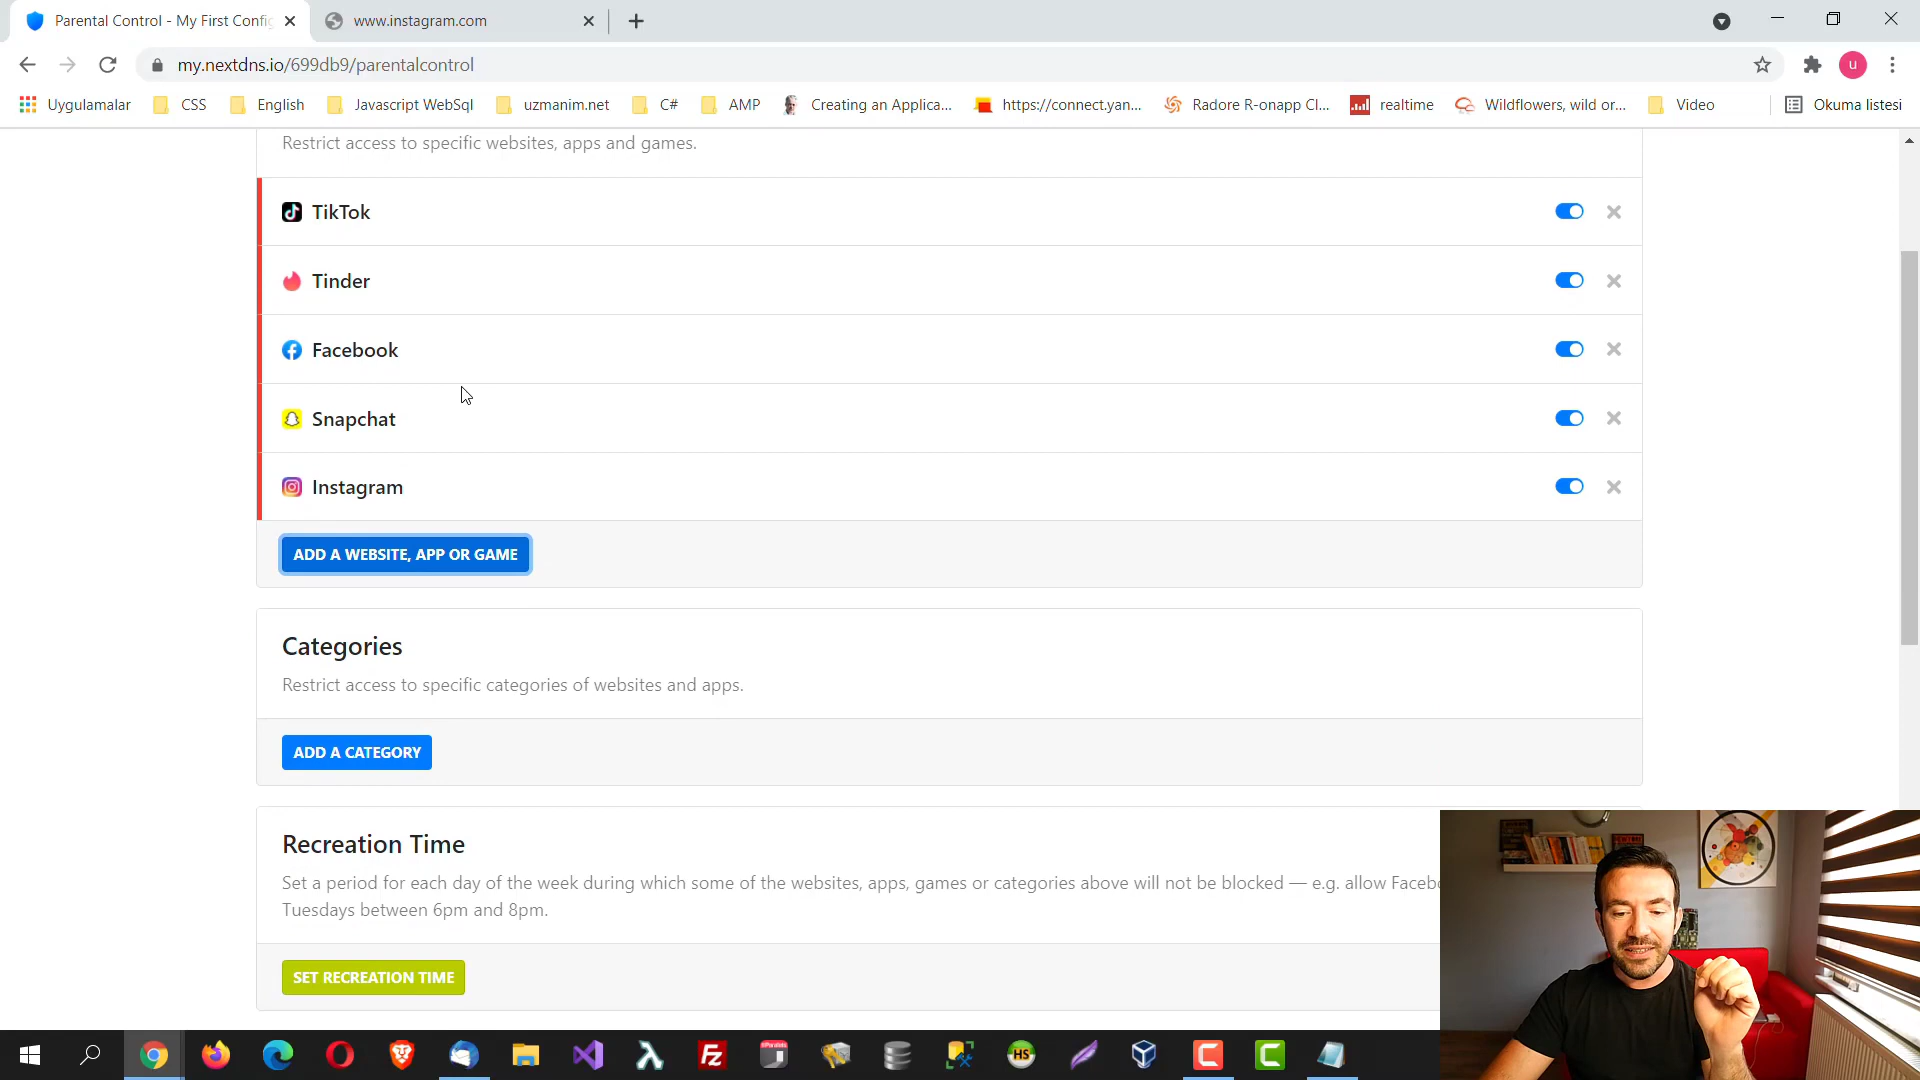 Parental Control - My First Config
www.instagram.com
my.nextdns.io/699db9/parentalcontrol
u
Uygulamalar
CSS
English
Javascript WebSql
uzmanim.net
C#
AMP
Creating an Applica...
https://connect.yan...
Radore R-onapp Cl...
realtime
Wildflowers, wild or...
Video
Okuma listesi
Restrict access to specific websites, apps and games.
TikTok
Tinder
Facebook
Snapchat
Instagram
ADD A WEBSITE, APP OR GAME
Categories
Restrict access to specific categories of websites and apps.
ADD A CATEGORY
Recreation Time
Set a period for each day of the week during which some of the websites, apps, games or categories above will not be blocked — e.g. allow Facebo
Tuesdays between 6pm and 8pm.
SET RECREATION TIME